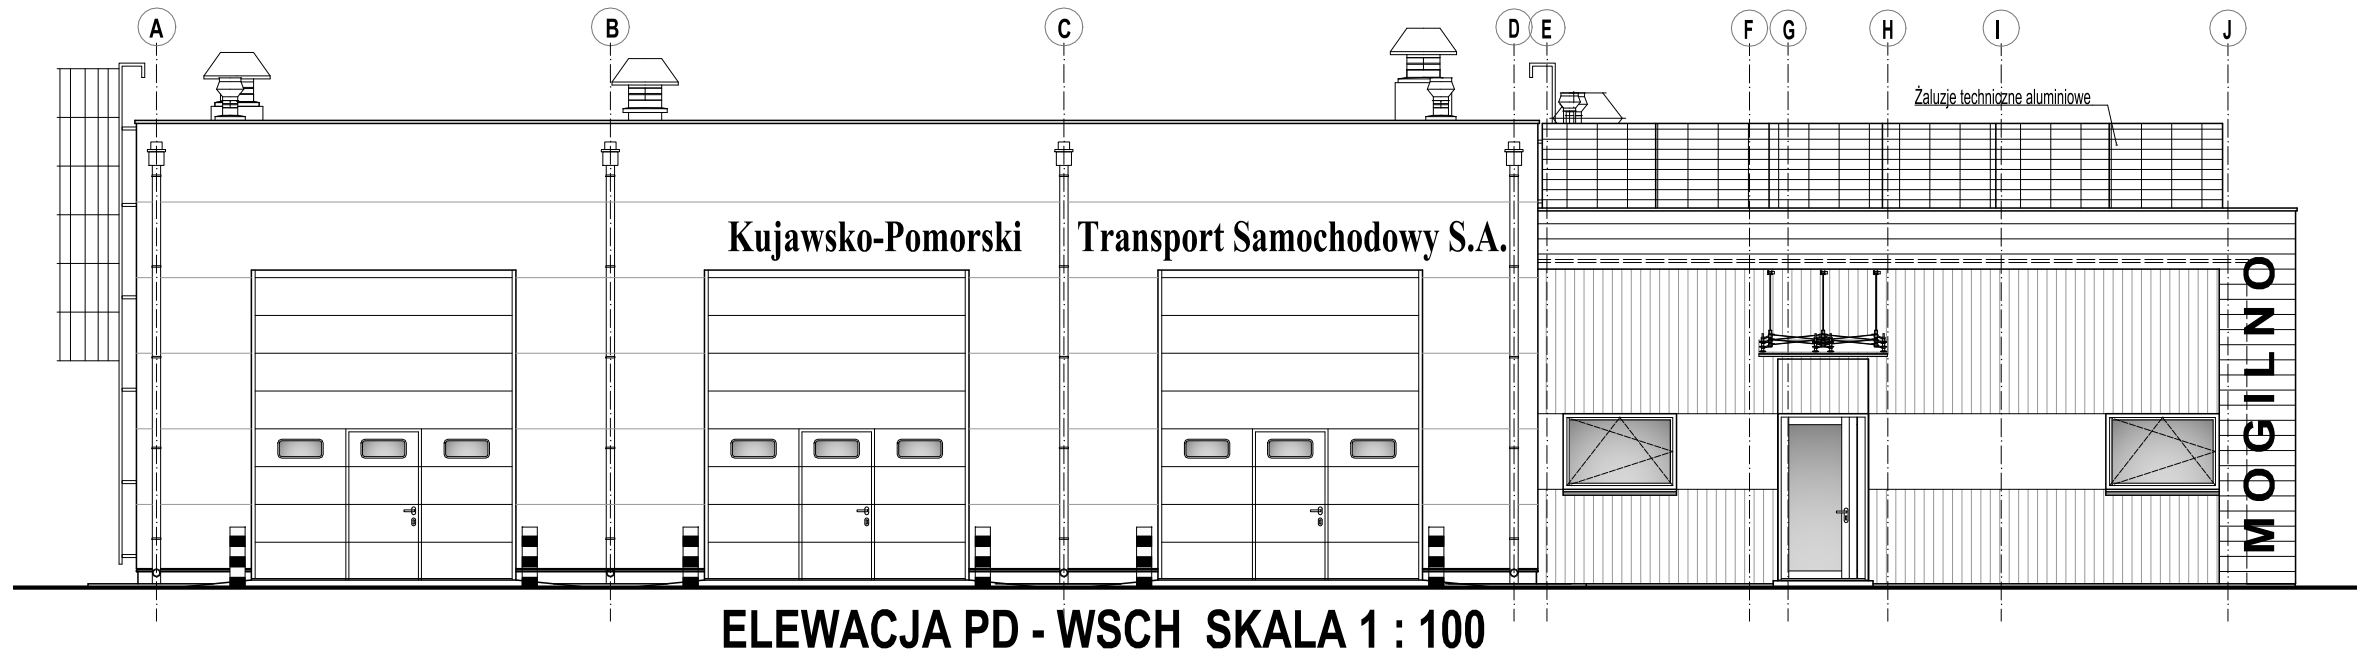 A B C D E F G H I J
Żaluzje techniczne aluminiowe
Kujawsko-Pomorski Transport Samochodowy S.A.
MOGILNO
ELEWACJA PD - WSCH SKALA 1 : 100